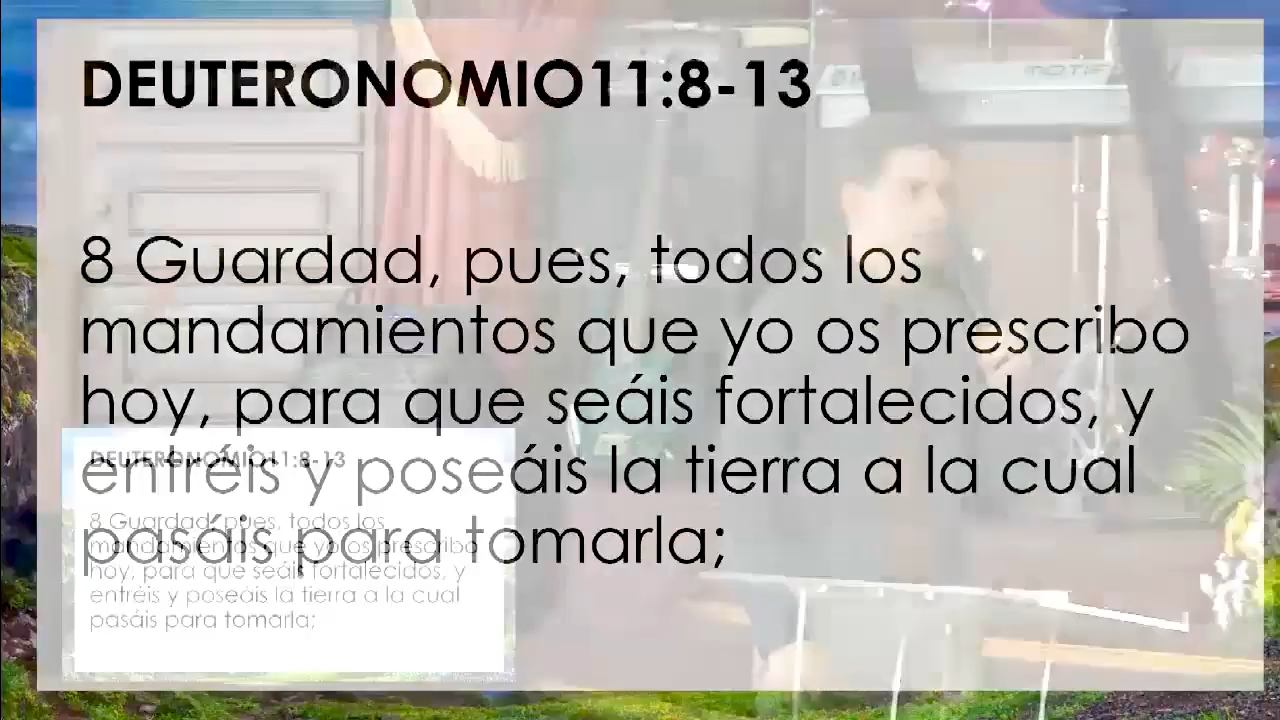 DEUTERONOMIO11:8-13
8 Guardad, pues, todos los
mandamientos que yo os prescribo
hoy, para que seáis fortalecidos, y
entréis y poseáis la tierra a la cual
pasáis para tomarla;
DEUTERONOMIO11:8-13
8 Guardad, pues, todos los
mandamientos que yo os prescribo
hoy, para que seáis fortalecidos, y
entréis y poseáis la tierra a la cual
pasáis para tomarla;